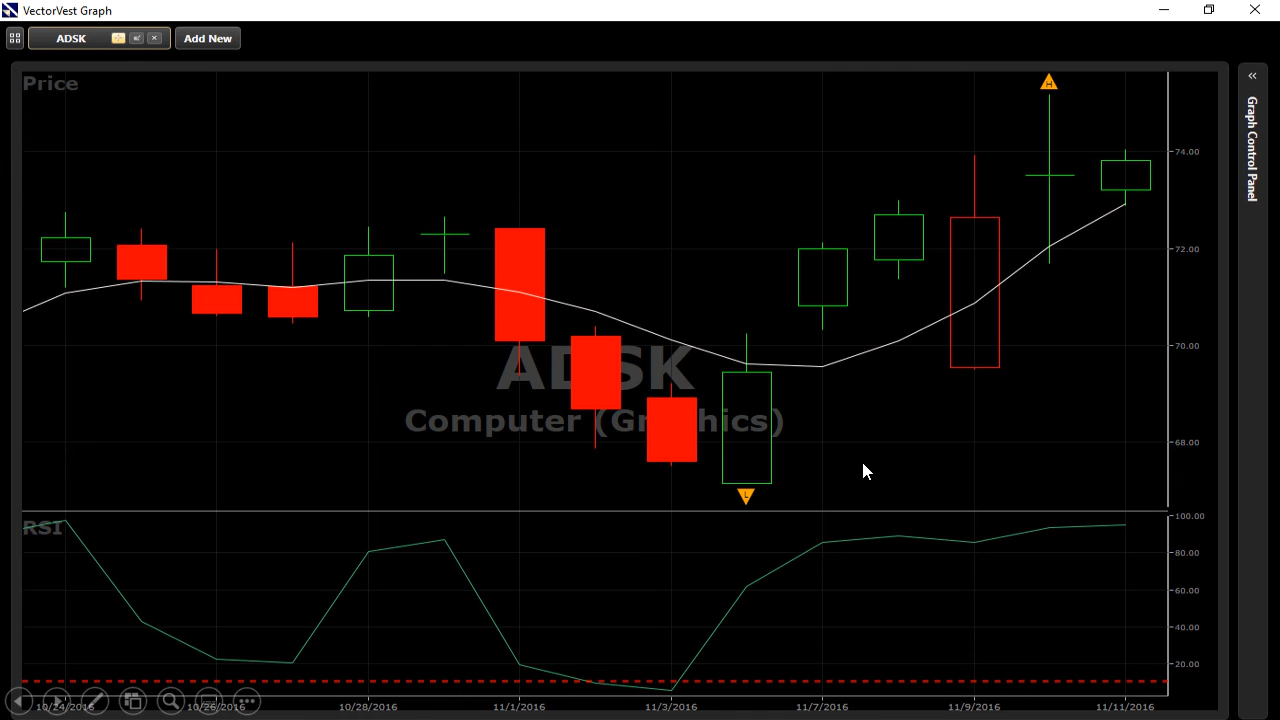 VectorVest Graph
ADSK
Add New
Price
Graph Control Panel
H
74.00
72.00
70.00
68.00
ADSK
Computer (Graphics)
L
RSI
100.00
80.00
60.00
40.00
20.00
10/24/2016 10/26/2016 10/28/2016 11/1/2016 11/3/2016 11/7/2016 11/9/2016 11/11/2016